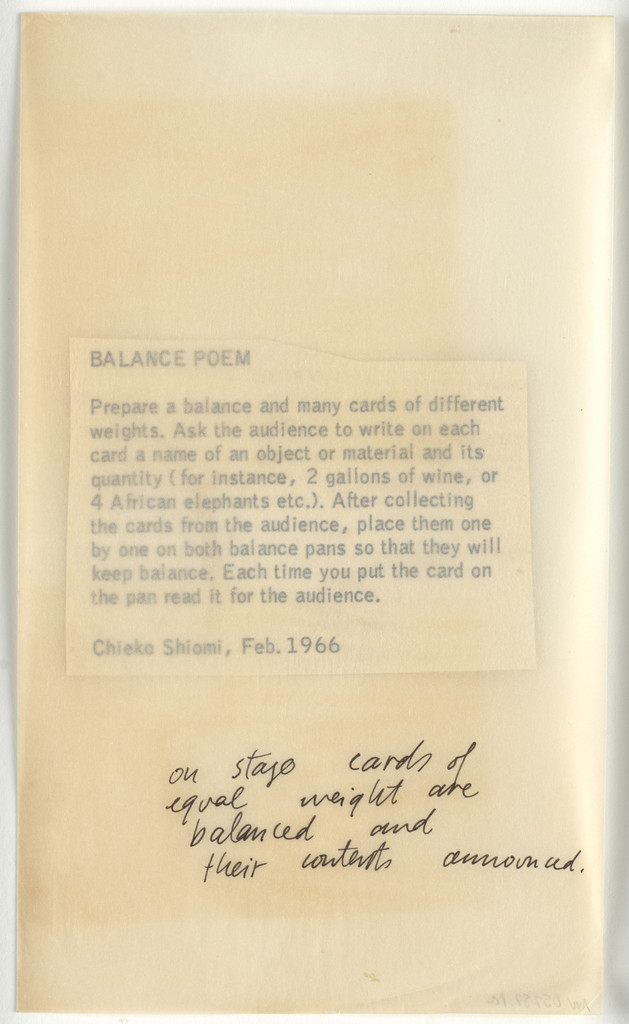 BALANCE POEM
Prepare a balance and many cards of different
weights. Ask the audience to write on each
card a name of an object or material and its
quantity (for instance, 2 gallons of wine, or
4 African elephants etc.). After collecting
the cards from the audience, place them one
by one on both balance pans so that they will
keep balance. Each time you put the card on
the pan read it for the audience.
Chieko Shiomi, Feb. 1966
on stage cards of
equal weight are
balanced and
their contents announced.